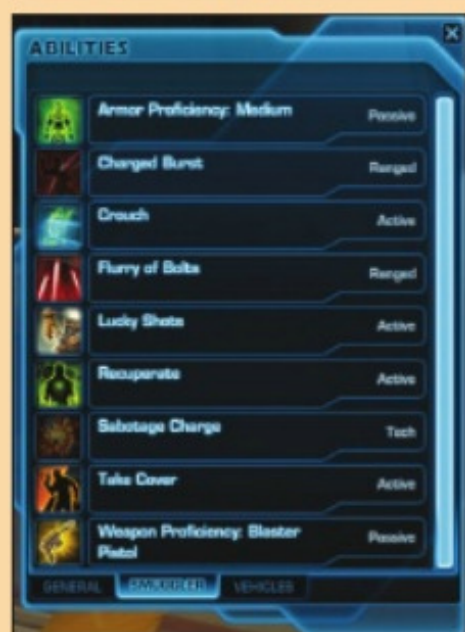 ABILITIES
Armor Proficiency: Medium
Passive
Charged Burst
Ranged
Crouch
Active
Flurry of Bolts
Ranged
Lucky Shots
Active
Recuperate
Active
Sabotage Charge
Tech
Take Cover
Active
Weapon Proficiency: Blaster
Pistol
Passive
GENERAL SMUGGLER VEHICLES